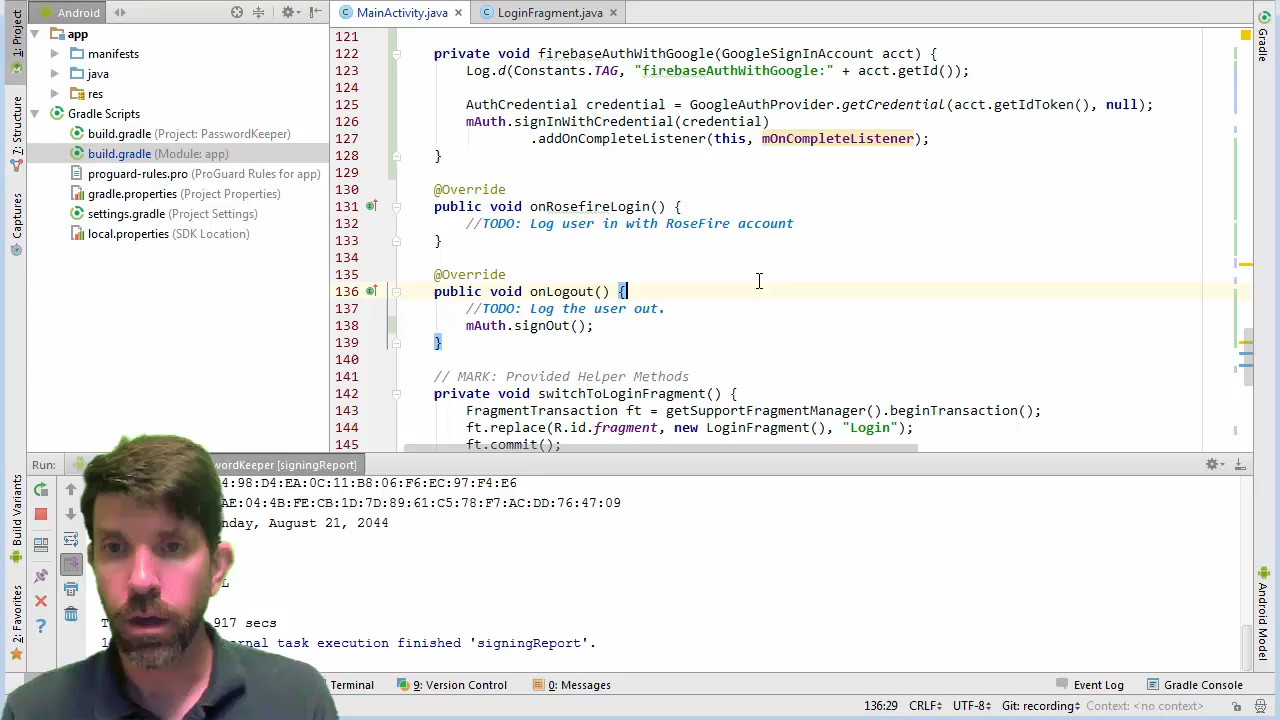 Android
MainActivity.java
LoginFragment.java
1: Project
7: Structure
Captures
Build Variants
2: Favorites
app
manifests
java
res
Gradle Scripts
build.gradle (Project: PasswordKeeper)
build.gradle (Module: app)
proguard-rules.pro (ProGuard Rules for app)
gradle.properties (Project Properties)
settings.gradle (Project Settings)
local.properties (SDK Location)
121
122 private void firebaseAuthWithGoogle(GoogleSignInAccount acct) {
123 Log.d(Constants.TAG, "firebaseAuthWithGoogle:" + acct.getId());
124
125 AuthCredential credential = GoogleAuthProvider.getCredential(acct.getIdToken(), null);
126 mAuth.signInWithCredential(credential)
127 .addOnCompleteListener(this, mOnCompleteListener);
128 }
129
130 @Override
131 public void onRosefireLogin() {
132 //TODO: Log user in with RoseFire account
133 }
134
135 @Override
136 public void onLogout() {
137 //TODO: Log the user out.
138 mAuth.signOut();
139 }
140
141 // MARK: Provided Helper Methods
142 private void switchToLoginFragment() {
143 FragmentTransaction ft = getSupportFragmentManager().beginTransaction();
144 ft.replace(R.id.fragment, new LoginFragment(), "Login");
145 ft.commit();
Gradle
Android Model
Run:
swordKeeper [signingReport]
4:98:D4:EA:0C:11:B8:06:F6:EC:97:F4:E6
AE:04:4B:FE:CB:1D:7D:89:61:C5:78:F7:AC:DD:76:47:09
nday, August 21, 2044
L
917 secs
rnal task execution finished 'signingReport'.
Terminal
9: Version Control
0: Messages
Event Log
Gradle Console
136:29 CRLF UTF-8 Git: recording Context: <no context>